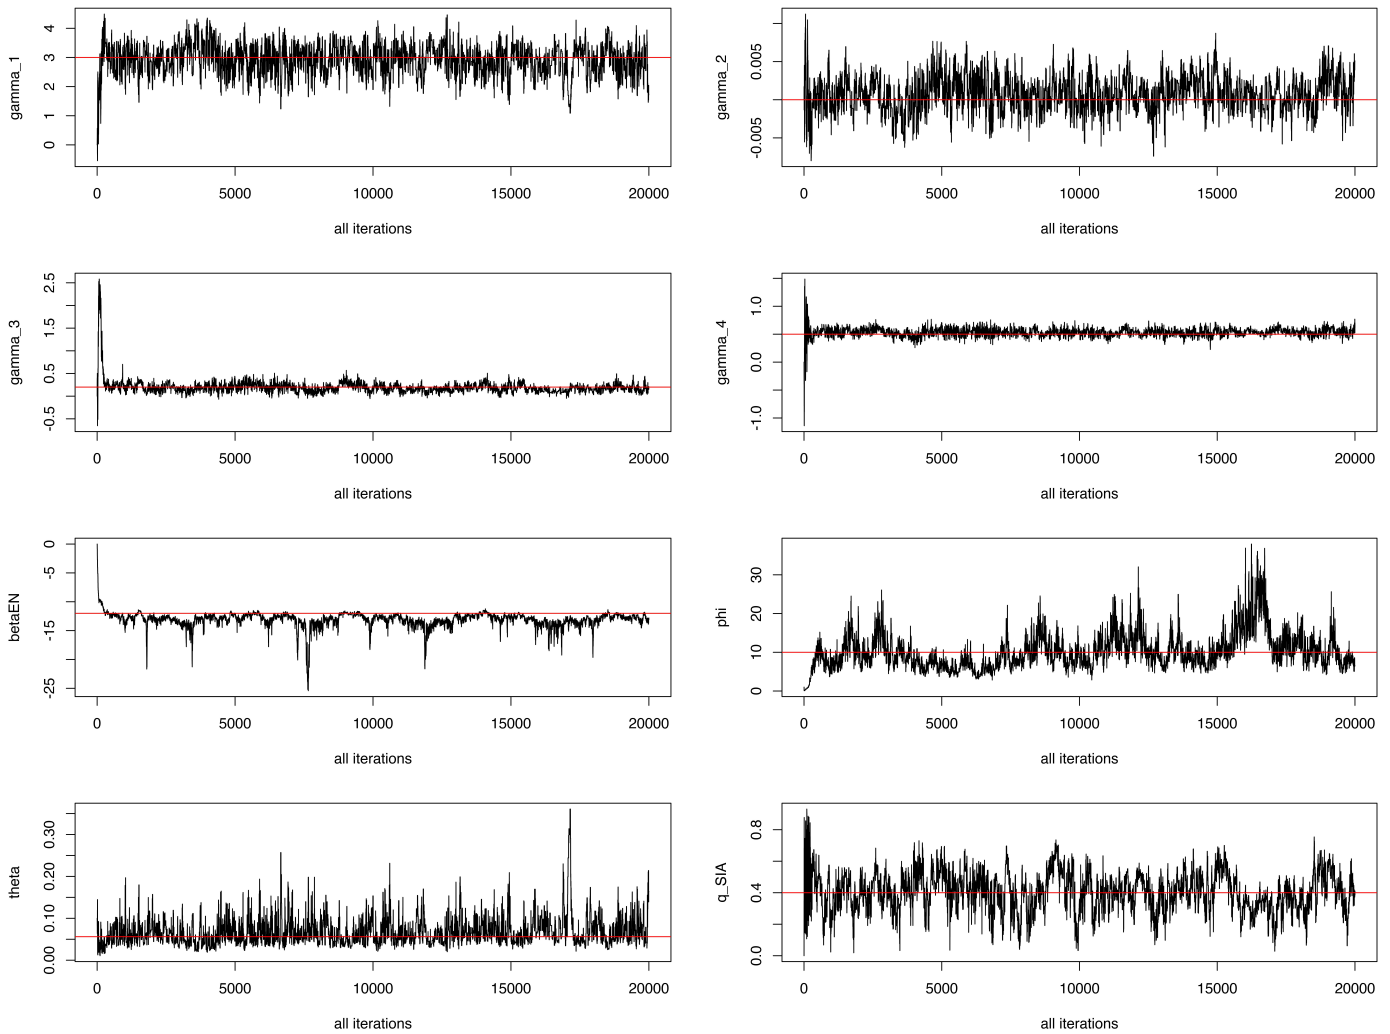 gamma_1
0 1 2 3 4
0 5000 10000 15000 20000
all iterations
gamma_2
-0.005 0.005
0 5000 10000 15000 20000
all iterations
gamma_3
-0.5 0.5 1.5 2.5
0 5000 10000 15000 20000
all iterations
gamma_4
-1.0 0.0 1.0
0 5000 10000 15000 20000
all iterations
betaEN
-25 -15 -5 0
0 5000 10000 15000 20000
all iterations
phi
0 10 20 30
0 5000 10000 15000 20000
all iterations
theta
0.00 0.10 0.20 0.30
0 5000 10000 15000 20000
all iterations
q_SIA
0.0 0.4 0.8
0 5000 10000 15000 20000
all iterations